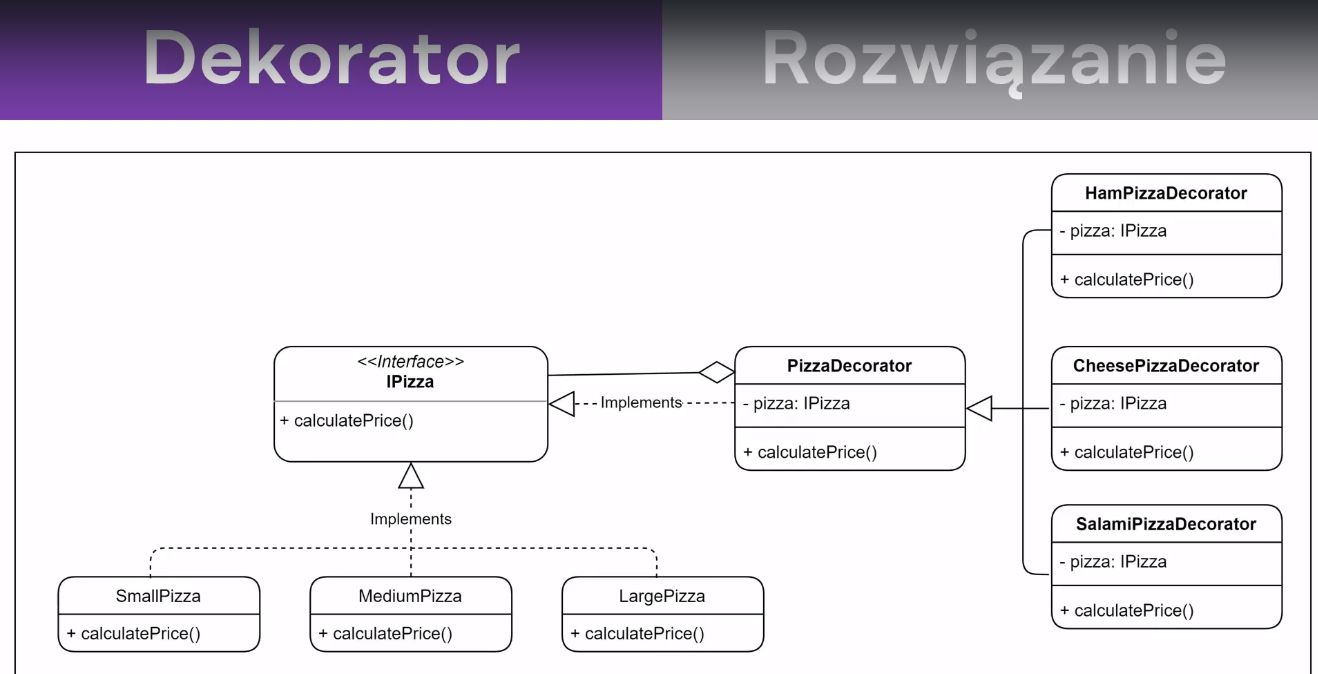 Dekorator
Rozwiązanie
HamPizzaDecorator
- pizza: IPizza
+ calculatePrice()
<<Interface>>
IPizza
+ calculatePrice()
Implements
PizzaDecorator
- pizza: IPizza
+ calculatePrice()
CheesePizzaDecorator
- pizza: IPizza
+ calculatePrice()
Implements
SalamiPizzaDecorator
- pizza: IPizza
+ calculatePrice()
SmallPizza
+ calculatePrice()
MediumPizza
+ calculatePrice()
LargePizza
+ calculatePrice()